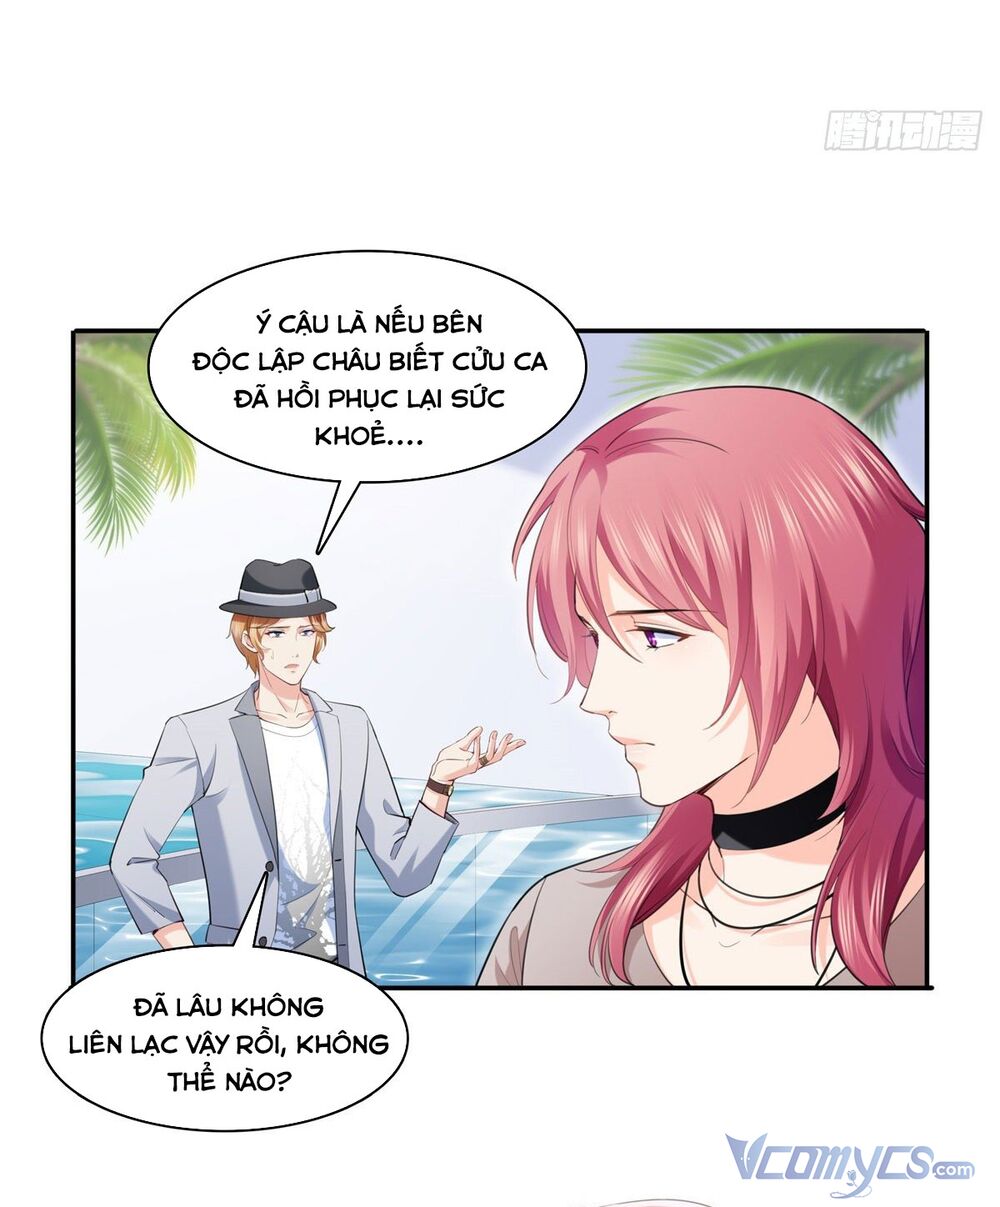 腾讯动漫
Ý CẬU LÀ NẾU BÊN
ĐỘC LẬP CHÂU BIẾT CỬU CA
ĐÃ HỒI PHỤC LẠI SỨC
KHOẺ....
ĐÃ LÂU KHÔNG
LIÊN LẠC VẬY RỒI, KHÔNG
THỂ NÀO?
VCOMYCS.com